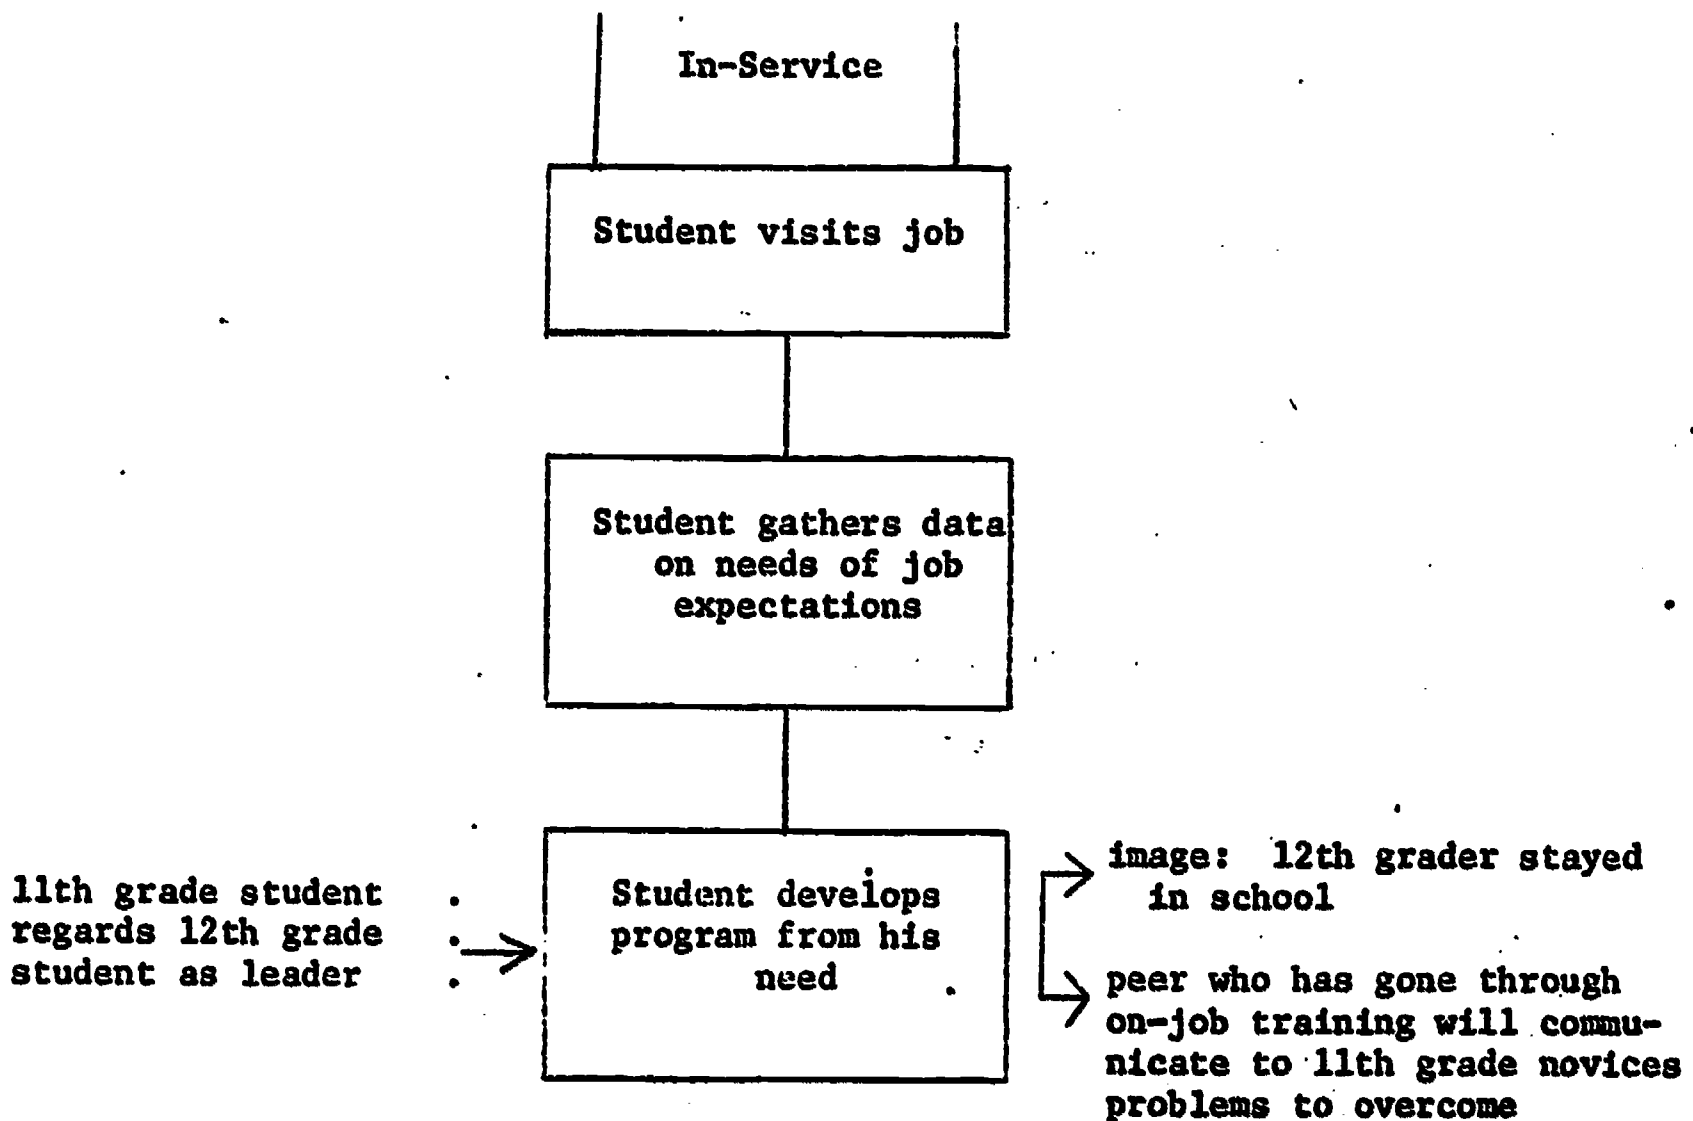 In-Service
Student visits job
Student gathers data
on needs of job
expectations
11th grade student
regards 12th grade
student as leader
Student develops
program from his
need
image: 12th grader stayed
in school
peer who has gone through
on-job training will commu-
nicate to 11th grade novices
problems to overcome